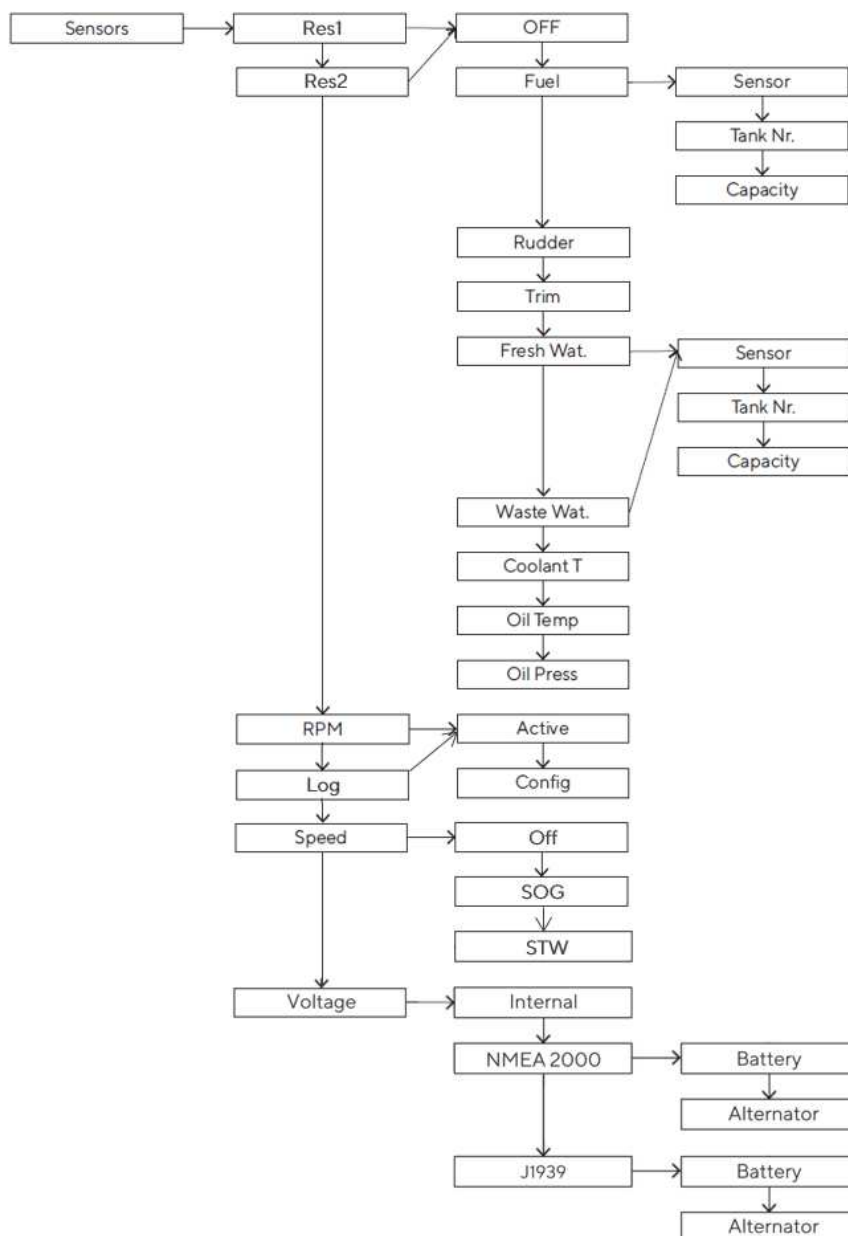 Sensors
Res1
OFF
Res2
Fuel
Sensor
Tank Nr.
Capacity
Rudder
Trim
Fresh Wat.
Sensor
Tank Nr.
Capacity
Waste Wat.
Coolant T
Oil Temp
Oil Press
RPM
Active
Log
Config
Speed
Off
SOG
STW
Voltage
Internal
NMEA 2000
Battery
Alternator
J1939
Battery
Alternator